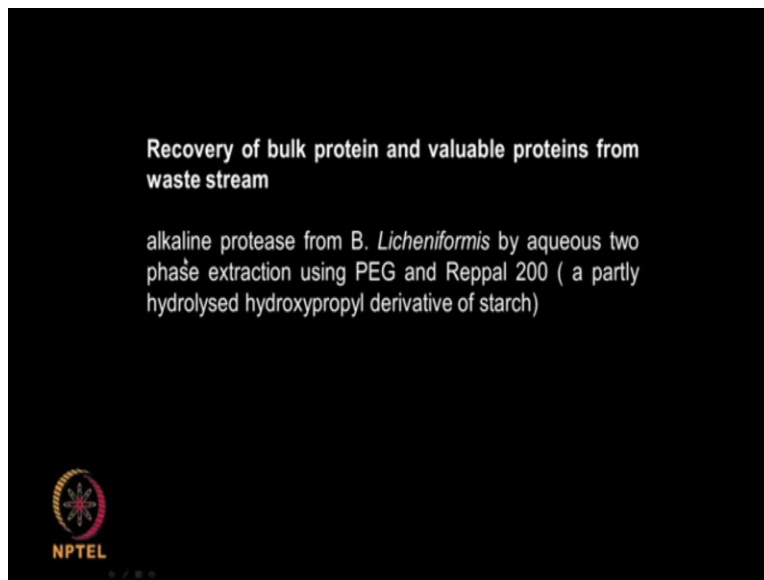 Recovery of bulk protein and valuable proteins from
waste stream
alkaline protease from B. Licheniformis by aqueous two
phase extraction using PEG and Reppal 200 ( a partly
hydrolysed hydroxypropyl derivative of starch)
NPTEL